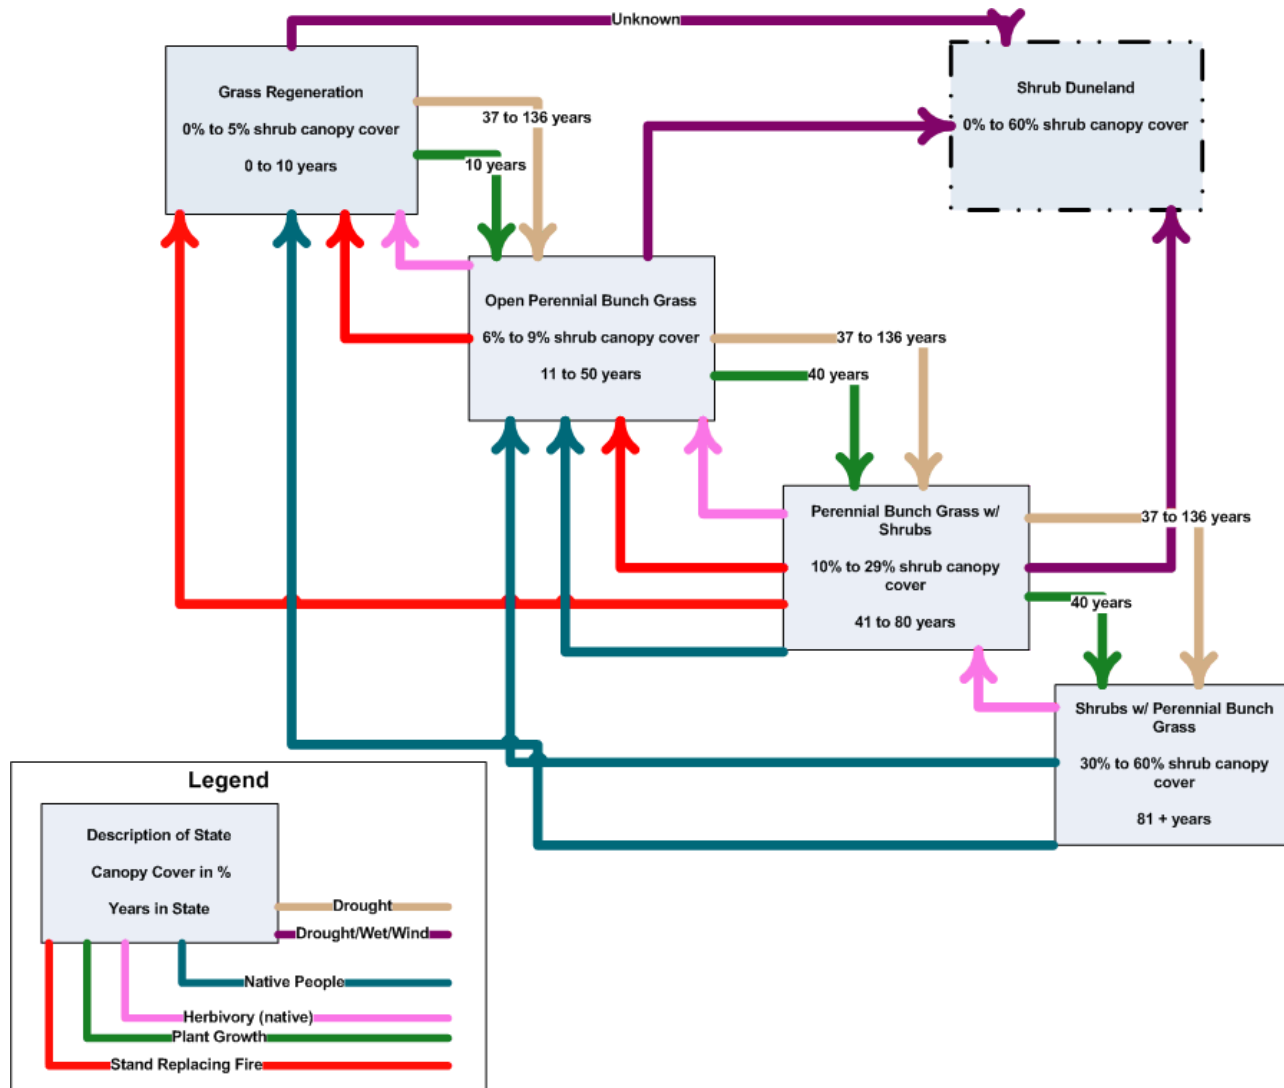 Unknown
Grass Regeneration
0% to 5% shrub canopy cover
0 to 10 years
Shrub Duneland
0% to 60% shrub canopy cover
37 to 136 years
10 years
Open Perennial Bunch Grass
6% to 9% shrub canopy cover
11 to 50 years
37 to 136 years
40 years
Perennial Bunch Grass w/
Shrubs
10% to 29% shrub canopy
cover
41 to 80 years
37 to 136 years
40 years
Shrubs w/ Perennial Bunch
Grass
30% to 60% shrub canopy
cover
81 + years
Legend
Description of State
Canopy Cover in %
Years in State
Drought
Drought/Wet/Wind
Native People
Herbivory (native)
Plant Growth
Stand Replacing Fire